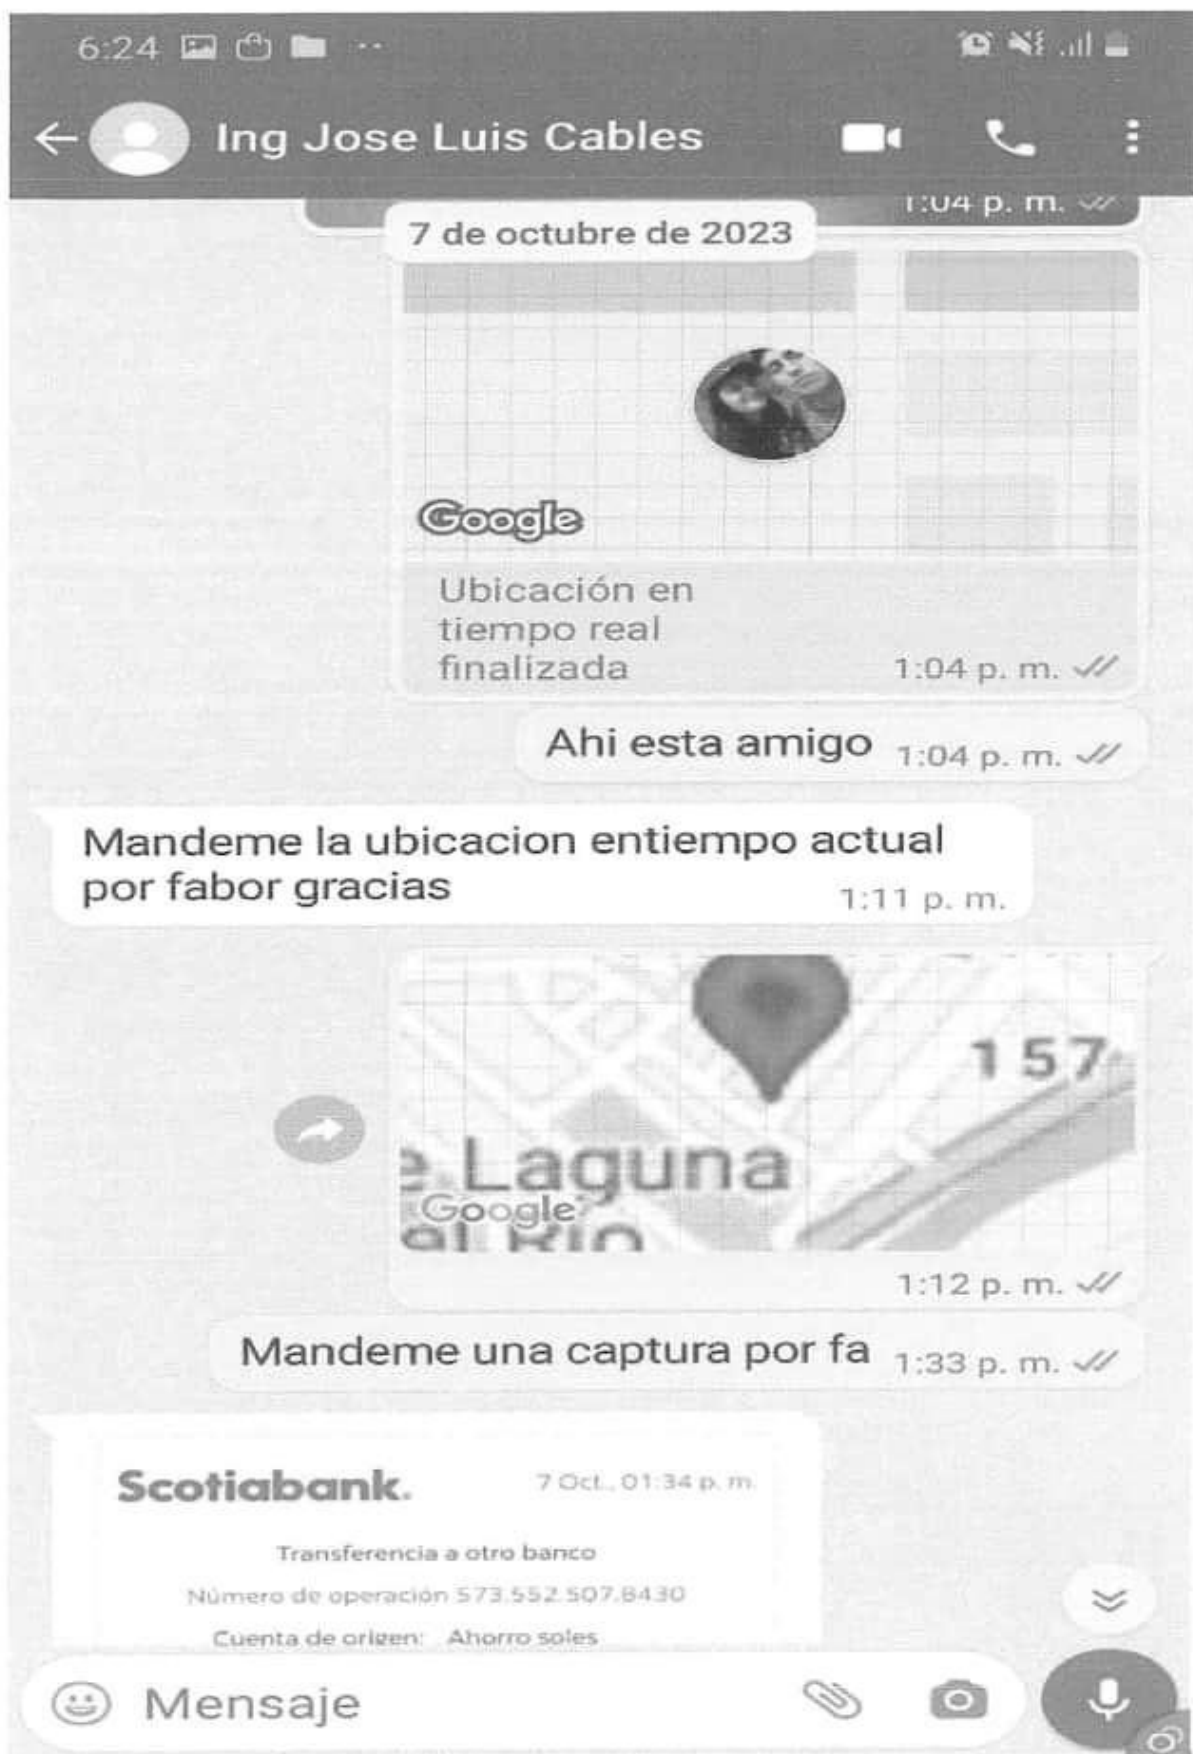 6:24
Ing Jose Luis Cables
1:04 p. m.
7 de octubre de 2023
Google
Ubicación en
tiempo real
finalizada
1:04 p. m.
Ahi esta amigo 1:04 p. m.
Mandeme la ubicacion entiempo actual
por fabor gracias
1:11 p. m.
157
e Laguna
Google
el Rio
1:12 p. m.
Mandeme una captura por fa 1:33 p. m.
Scotiabank. 7 Oct., 01:34 p. m.
Transferencia a otro banco
Número de operación 573.552.507.8430
Cuenta de origen: Ahorro soles
Mensaje